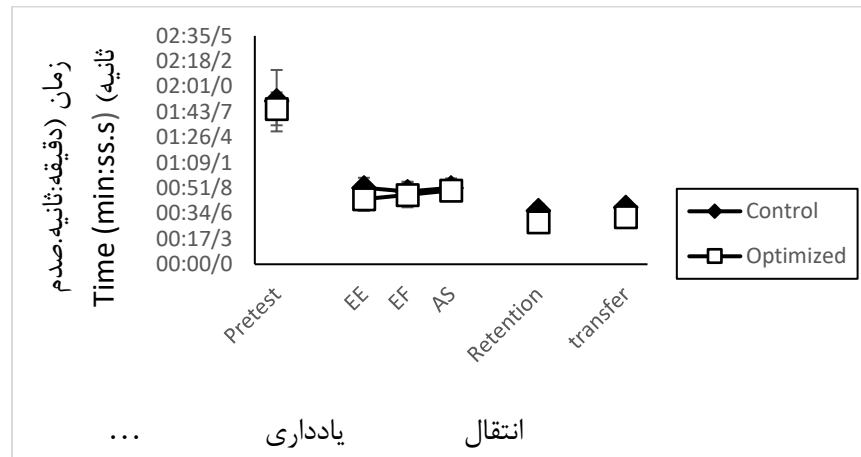 زمان (دقیقه:ثانیه.صدم
ثانیه)
Time (min:ss.s)
02:35/5
02:18/2
02:01/0
01:43/7
01:26/4
01:09/1
00:51/8
00:34/6
00:17/3
00:00/0
Pretest
EE
EF
AS
Retention
transfer
Control
Optimized
... یادداری انتقال